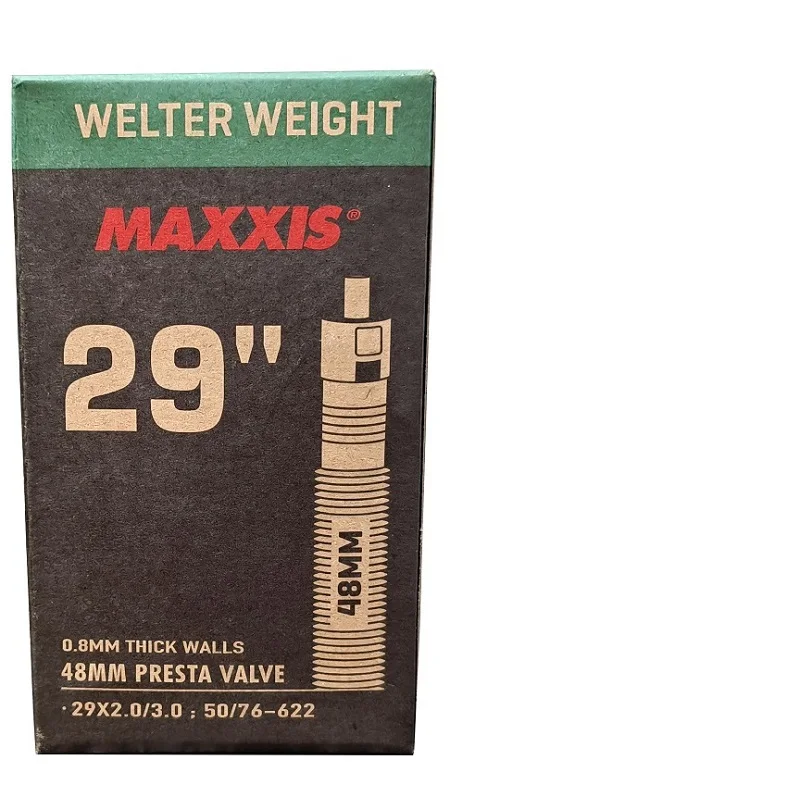 WELTER WEIGHT
MAXXIS®
29"
48MM
0.8MM THICK WALLS
48MM PRESTA VALVE
·29X2.0/3.0 ; 50/76-622